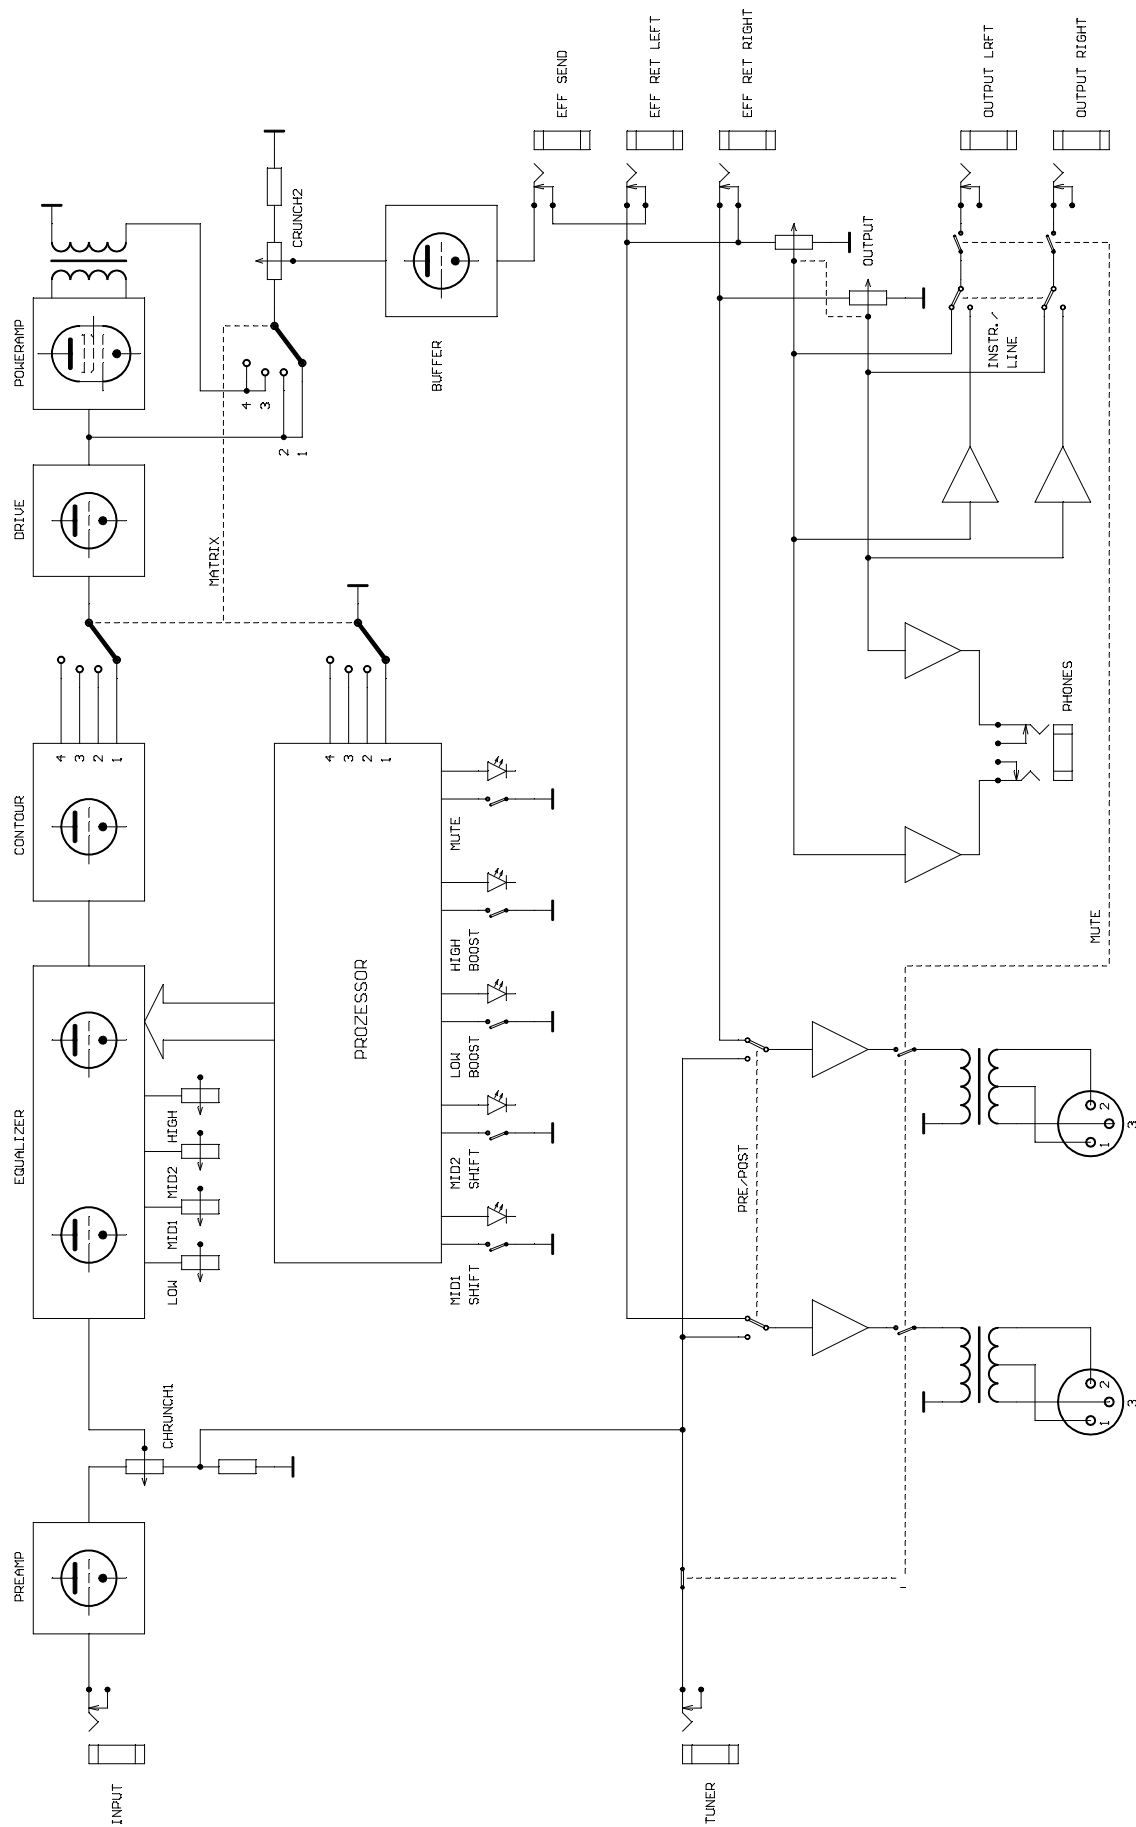 INPUT
PREAMP
CHRUNCH1
EQUALIZER
LOW
MID1
MID2
HIGH
CONTOUR
4
3
2
1
DRIVE
MATRIX
POWERAMP
4
3
2
1
CRUNCH2
BUFFER
PROZESSOR
4
3
2
1
MID1
SHIFT
MID2
SHIFT
LOW
BOOST
HIGH
BOOST
MUTE
EFF SEND
EFF RET LEFT
EFF RET RIGHT
OUTPUT
INSTR./
LINE
OUTPUT LRFT
OUTPUT RIGHT
PHONES
MUTE
PRE/POST
TUNER
1
2
3
1
2
3